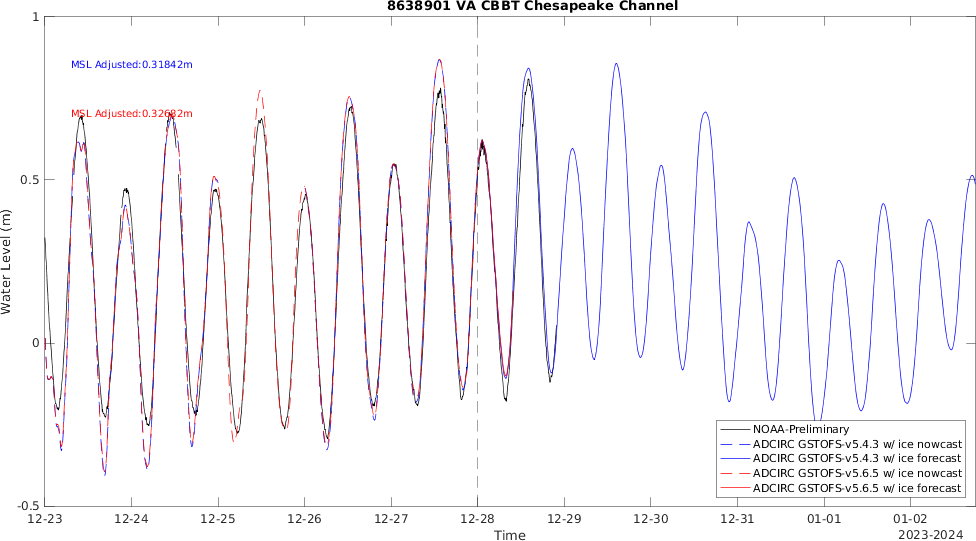 8638901 VA CBBT Chesapeake Channel
1
MSL Adjusted:0.31842m
MSL Adjusted:0.32682m
0.5
Water Level (m)
0
-0.5
NOAA-Preliminary
ADCIRC GSTOFS-v5.4.3 w/ ice nowcast
ADCIRC GSTOFS-v5.4.3 w/ ice forecast
ADCIRC GSTOFS-v5.6.5 w/ ice nowcast
ADCIRC GSTOFS-v5.6.5 w/ ice forecast
12-23 12-24 12-25 12-26 12-27 12-28 12-29 12-30 12-31 01-01 01-02
Time
2023-2024